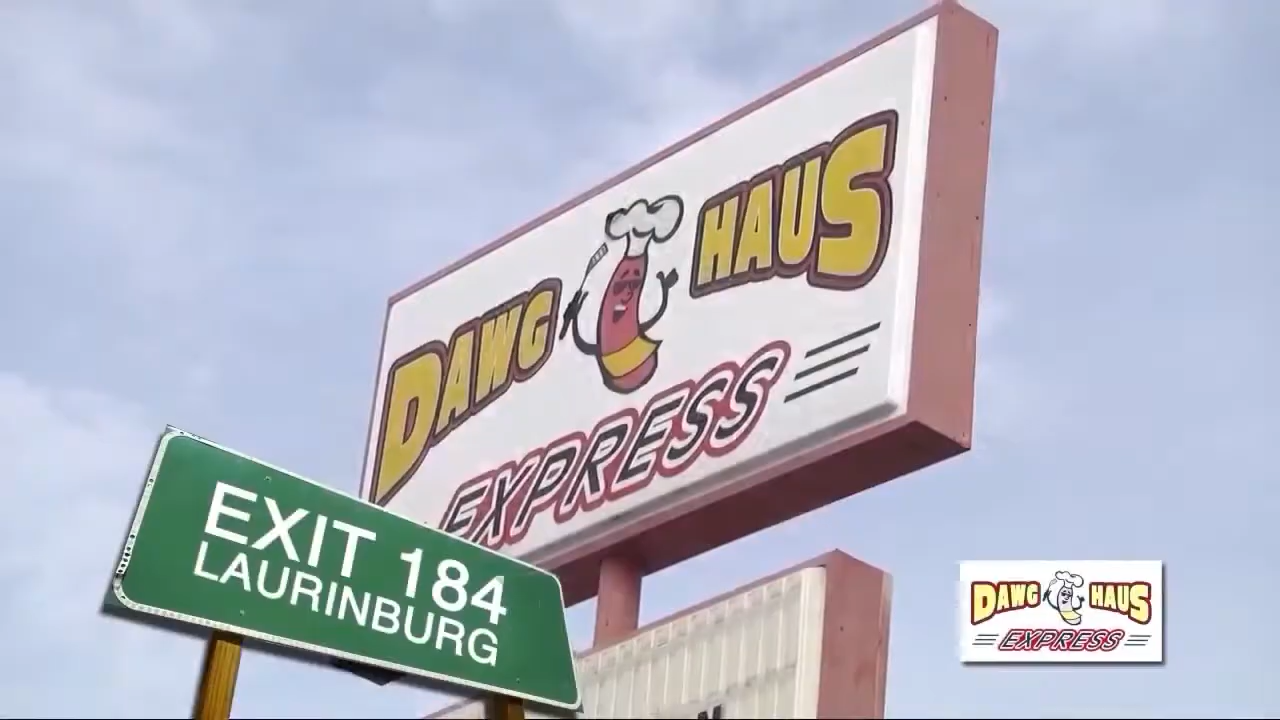 DAWG HAUS
EXPRESS
EXIT 184
LAURINBURG
DAWG HAUS
EXPRESS